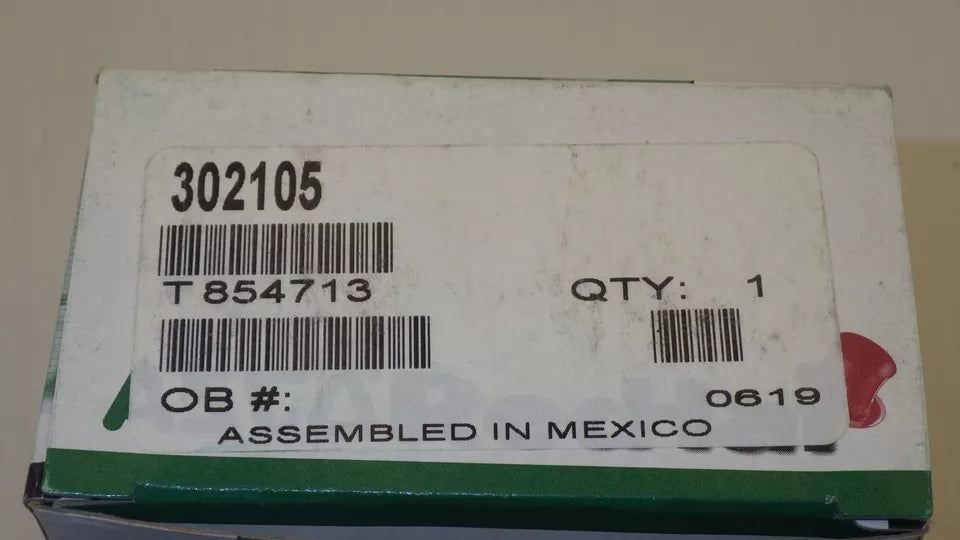 302105
T 854713
QTY: 1
OB #:
0619
ASSEMBLED IN MEXICO